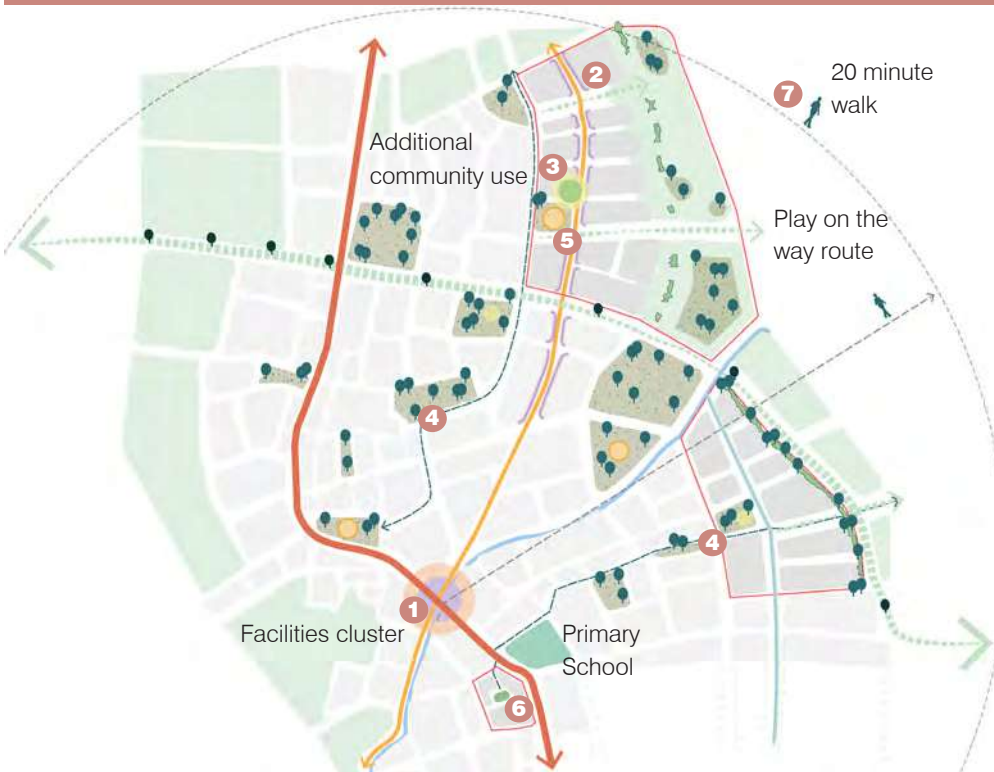 2
7
20 minute
walk
Additional
community use
3
Play on the
way route
5
4
4
1
Facilities cluster
Primary
School
6